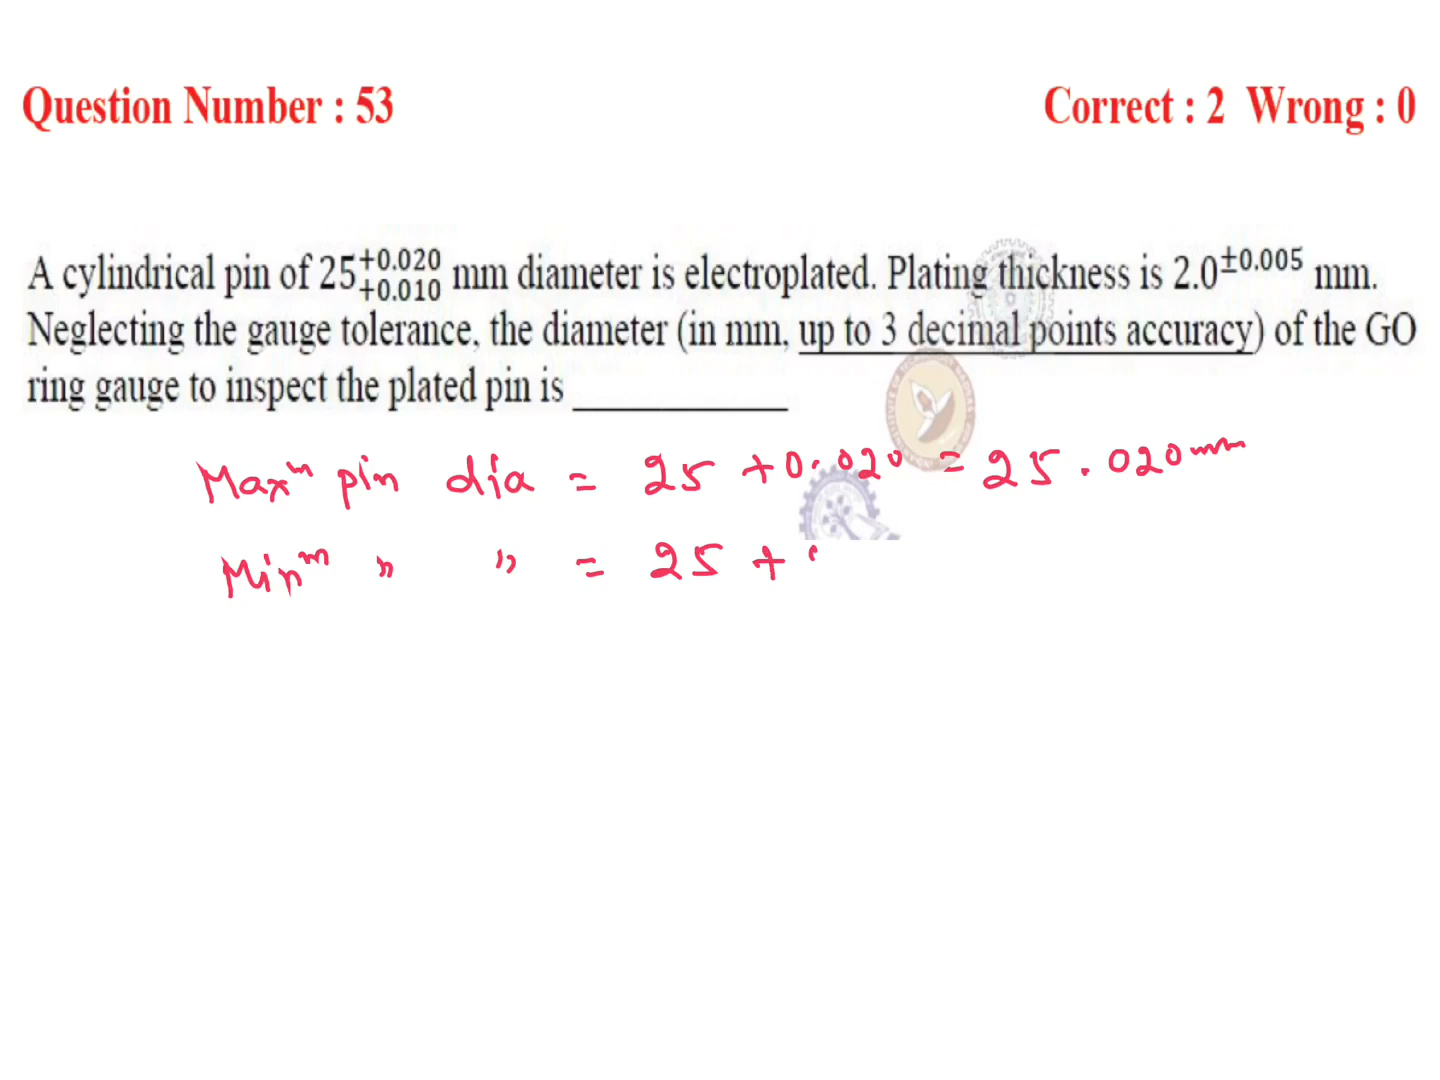 Question Number : 53 Correct : 2 Wrong : 0
A cylindrical pin of 25+0.020 +0.010 mm diameter is electroplated. Plating thickness is 2.0±0.005 mm.
Neglecting the gauge tolerance, the diameter (in mm, up to 3 decimal points accuracy) of the GO
ring gauge to inspect the plated pin is ____________
Maxm pin dia = 25 +0.020 = 25.020mm
Minm " " = 25 +